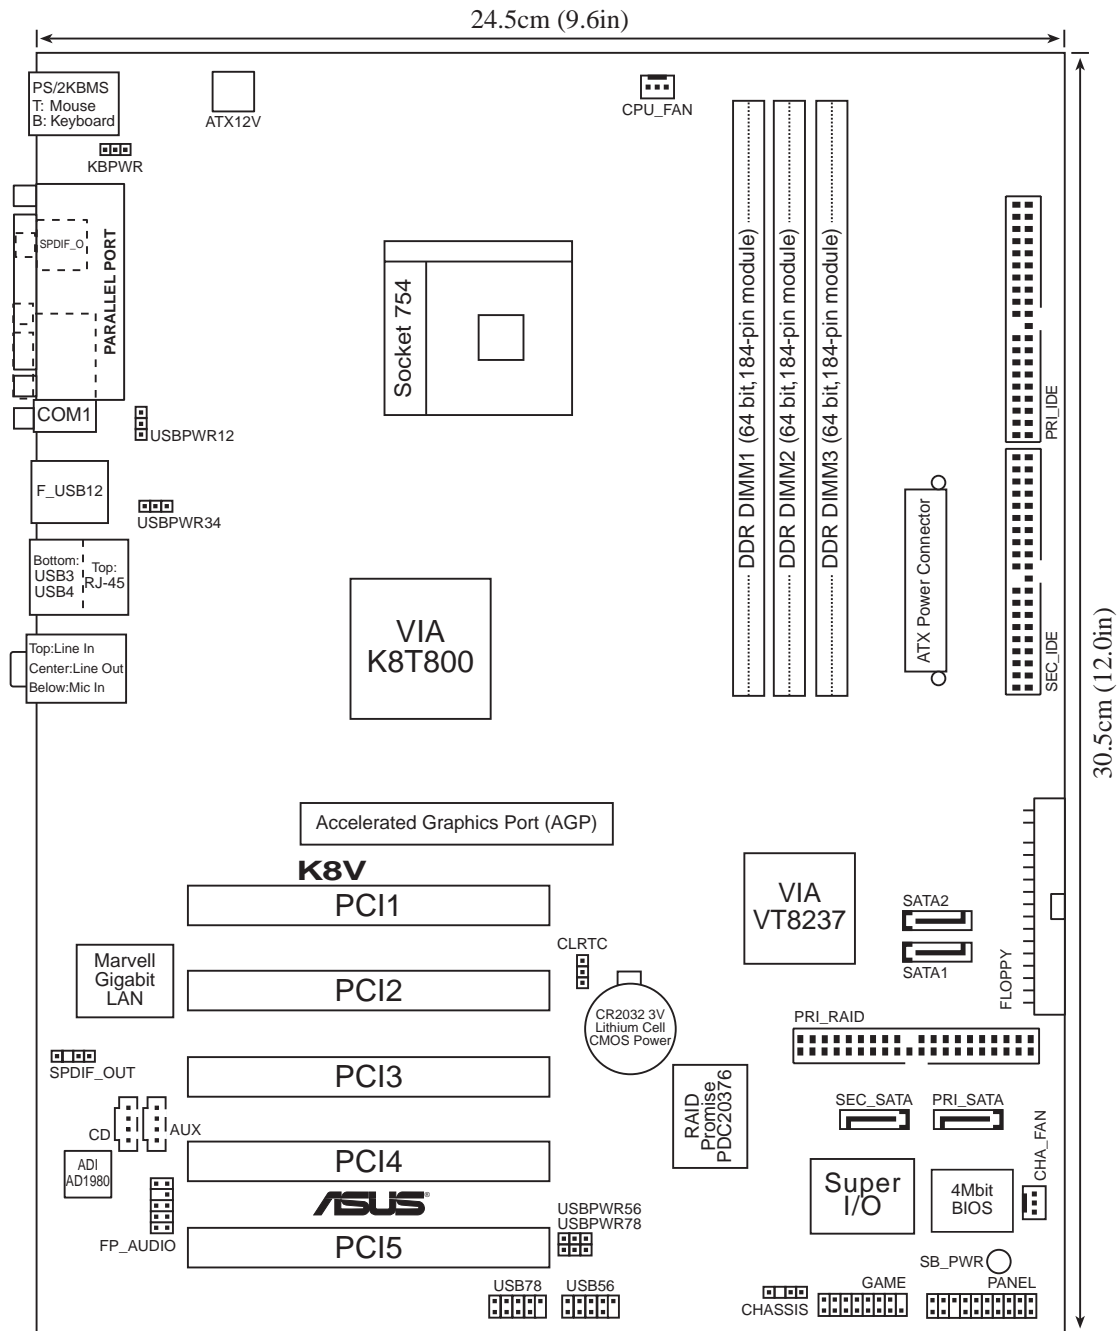 24.5cm (9.6in)
PS/2KBMS
T: Mouse
B: Keyboard
ATX12V
CPU_FAN
KBPWR
SPDIF_O
PARALLEL PORT
Socket 754
DDR DIMM1 (64 bit,184-pin module)
DDR DIMM2 (64 bit,184-pin module)
DDR DIMM3 (64 bit,184-pin module)
PRI_IDE
COM1
USBPWR12
F_USB12
USBPWR34
Bottom:
USB3
USB4
Top:
RJ-45
ATX Power Connector
SEC_IDE
30.5cm (12.0in)
Top:Line In
Center:Line Out
Below:Mic In
VIA
K8T800
Accelerated Graphics Port (AGP)
K8V
PCI1
VIA
VT8237
SATA2
SATA1
FLOPPY
CLRTC
Marvell
Gigabit
LAN
PCI2
CR2032 3V
Lithium Cell
CMOS Power
PRI_RAID
SPDIF_OUT
PCI3
RAID
Promise
PDC20376
SEC_SATA
PRI_SATA
CHA_FAN
CD
AUX
ADI
AD1980
PCI4
Super
I/O
4Mbit
BIOS
ASUS®
USBPWR56
USBPWR78
FP_AUDIO
PCI5
SB_PWR
USB78
USB56
CHASSIS
GAME
PANEL